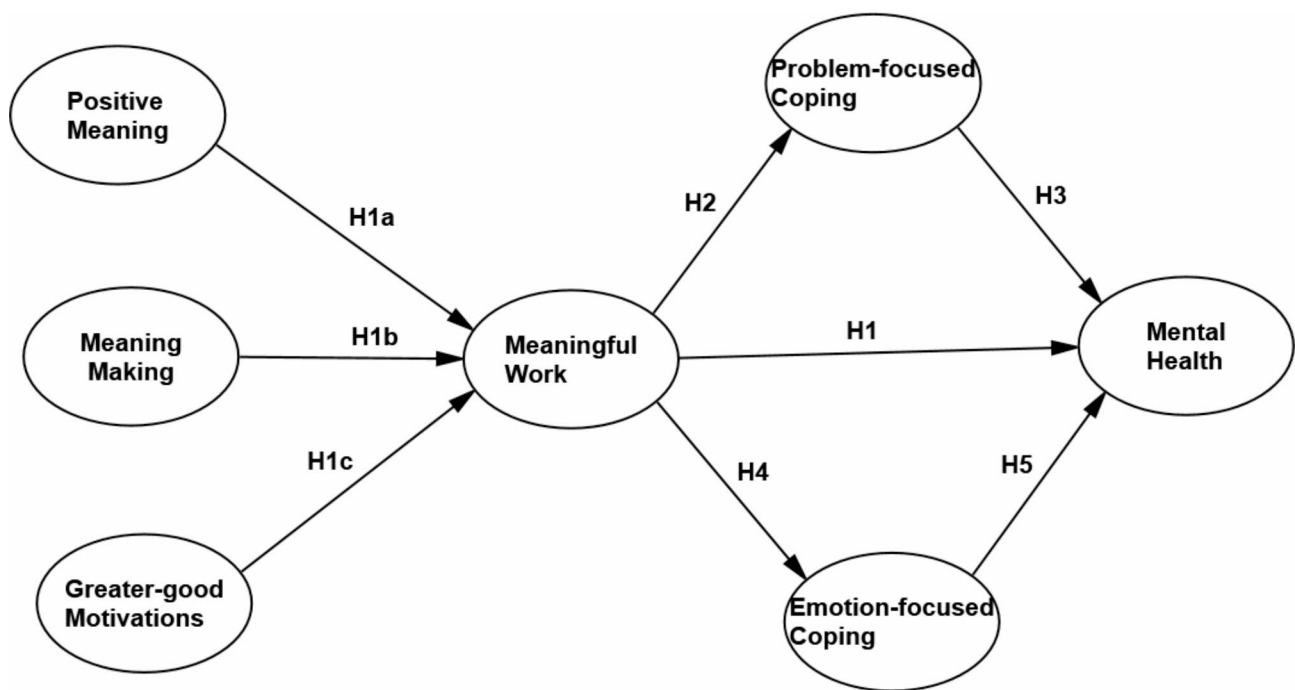 Positive
Meaning
Problem-focused
Coping
H1a
H2
H3
Meaning
Making
H1b
Meaningful
Work
H1
Mental
Health
H1c
H4
H5
Greater-good
Motivations
Emotion-focused
Coping